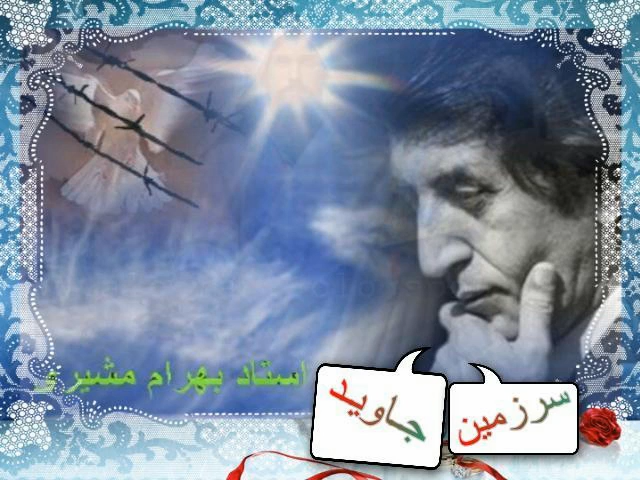 استاد بهرام مشیری
سرزمین
جاوید